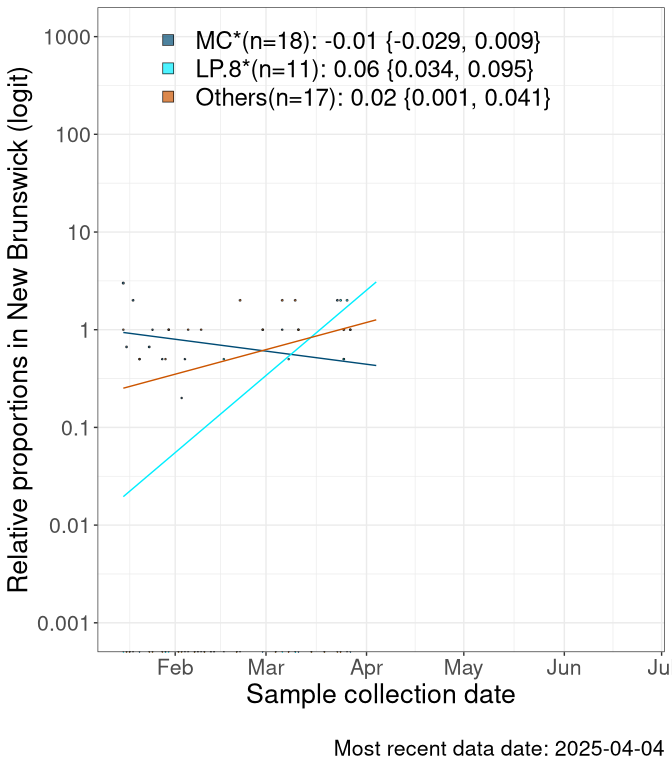 MC*(n=18): -0.01 {-0.029, 0.009}
LP.8*(n=11): 0.06 {0.034, 0.095}
Others(n=17): 0.02 {0.001, 0.041}
Relative proportions in New Brunswick (logit)
1000
100
10
1
0.1
0.01
0.001
Feb Mar Apr May Jun Ju
Sample collection date
Most recent data date: 2025-04-04